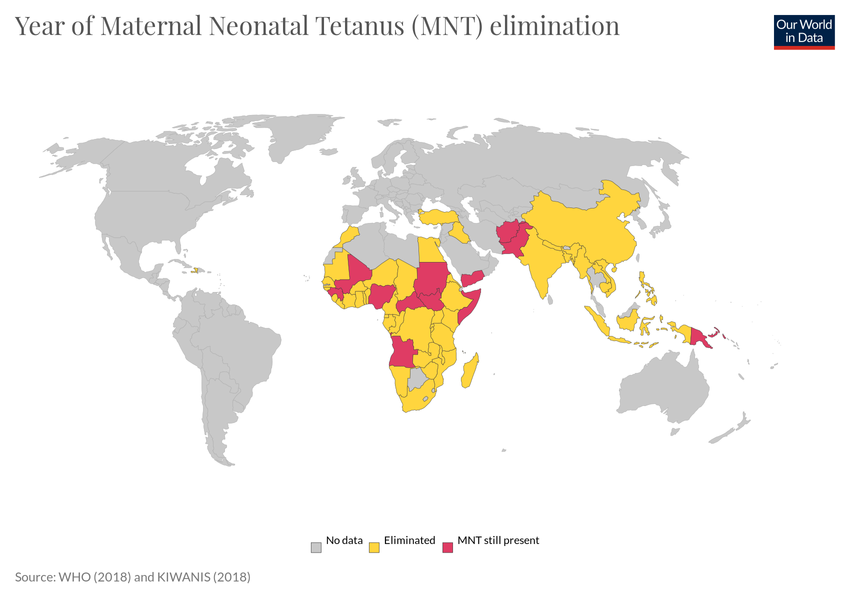 Year of Maternal Neonatal Tetanus (MNT) elimination
Our World
in Data
No data
Eliminated
MNT still present
Source: WHO (2018) and KIWANIS (2018)